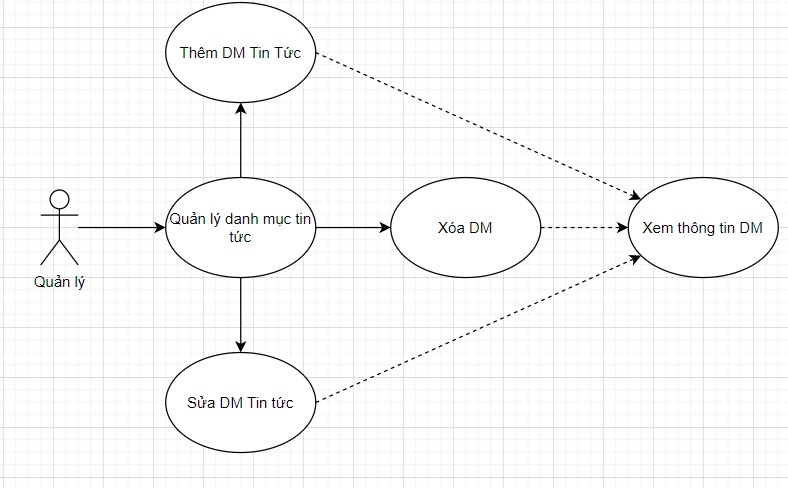 Thêm DM Tin Tức
Quản lý danh mục tin
tức
Xóa DM
Xem thông tin DM
Quản lý
Sửa DM Tin tức